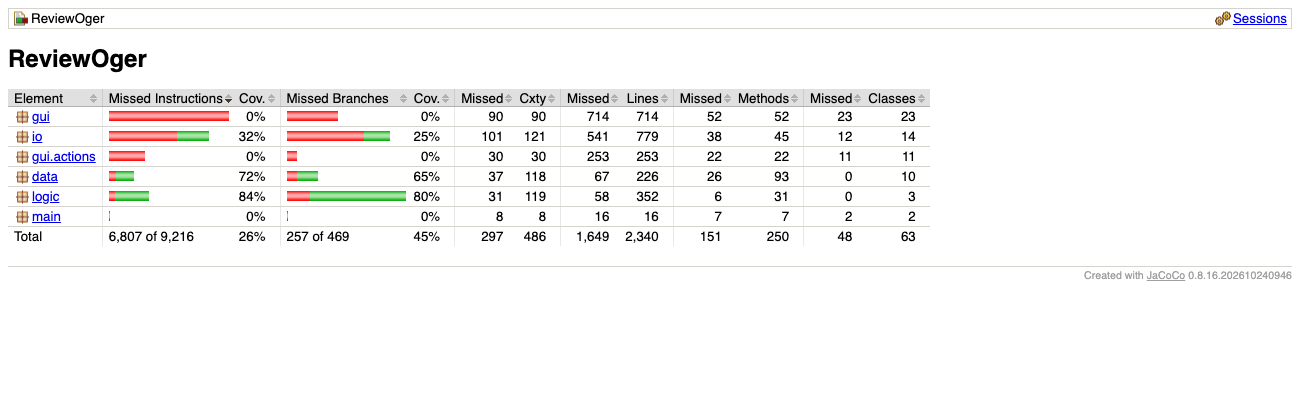 ReviewOger Sessions
ReviewOger
Element Missed Instructions Cov. Missed Branches Cov. Missed Cxty Missed Lines Missed Methods Missed Classes
gui 0% 0% 90 90 714 714 52 52 23 23
io 32% 25% 101 121 541 779 38 45 12 14
gui.actions 0% 0% 30 30 253 253 22 22 11 11
data 72% 65% 37 118 67 226 26 93 0 10
logic 84% 80% 31 119 58 352 6 31 0 3
main 0% 0% 8 8 16 16 7 7 2 2
Total 6,807 of 9,216 26% 257 of 469 45% 297 486 1,649 2,340 151 250 48 63
Created with JaCoCo 0.8.16.202610240946